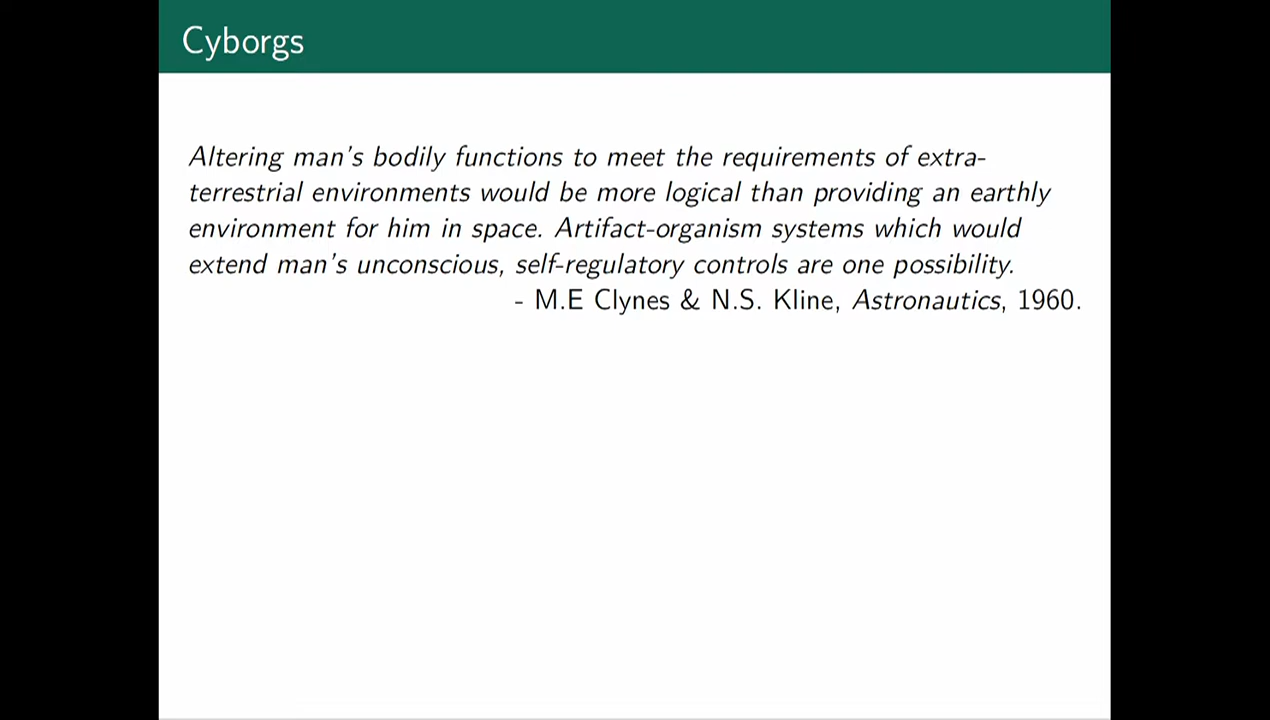 Cyborgs
Altering man's bodily functions to meet the requirements of extra-
terrestrial environments would be more logical than providing an earthly
environment for him in space. Artifact-organism systems which would
extend man's unconscious, self-regulatory controls are one possibility.
- M.E Clynes & N.S. Kline, Astronautics, 1960.